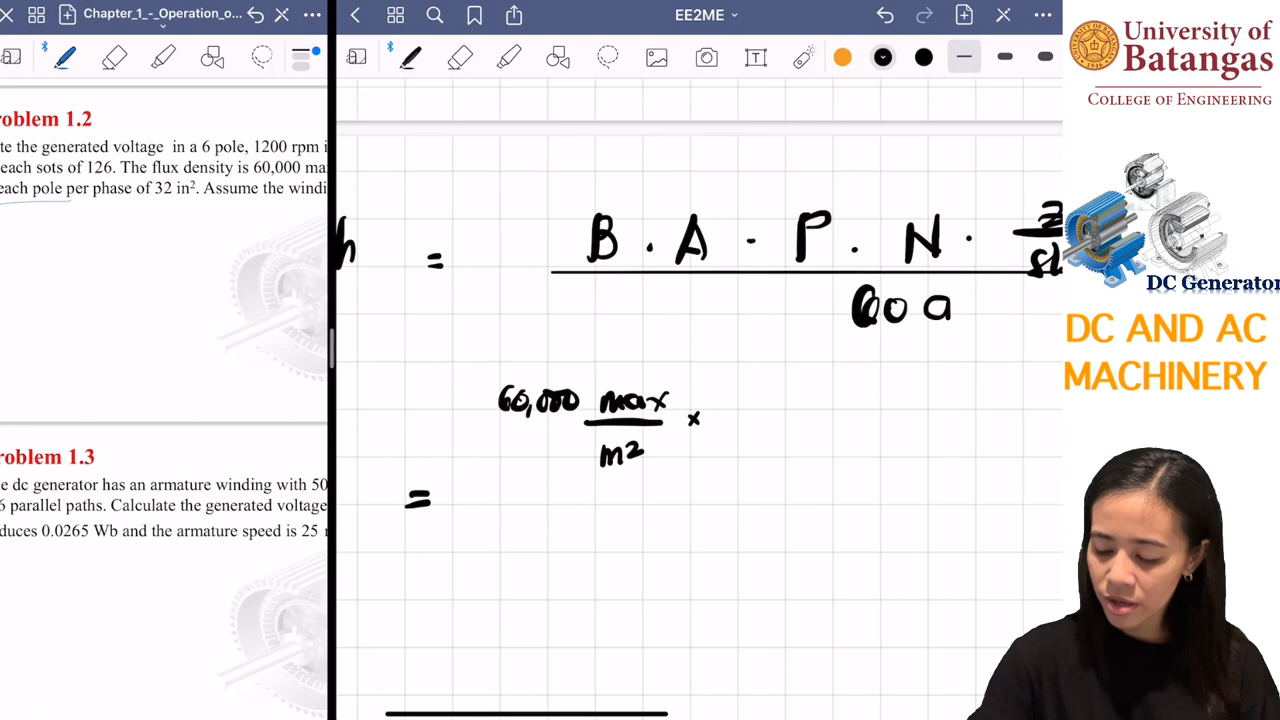 Chapter_1_-_Operation_o...
EE2ME
roblem 1.2
te the generated voltage in a 6 pole, 1200 rpm i
each sots of 126. The flux density is 60,000 ma
each pole per phase of 32 in². Assume the windi
roblem 1.3
e dc generator has an armature winding with 50
6 parallel paths. Calculate the generated voltage
duces 0.0265 Wb and the armature speed is 25 r
h = B · A · P · N · z
sl
60 a
60,000 max ×
m²
=
University of
Batangas
COLLEGE OF ENGINEERING
DC Generator
DC AND AC
MACHINERY